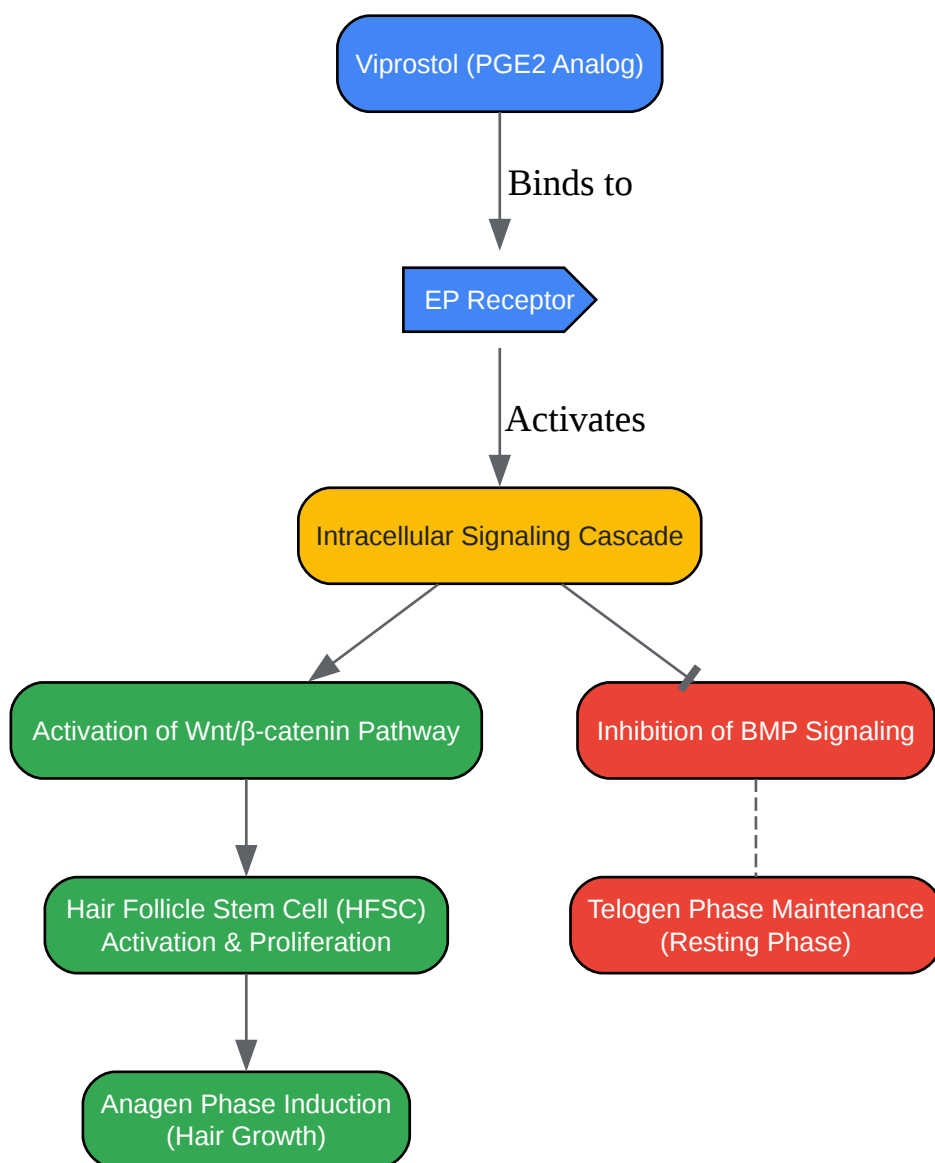 Viprostol (PGE2 Analog)
Binds to
EP Receptor
Activates
Intracellular Signaling Cascade
Activation of Wnt/β-catenin Pathway
Inhibition of BMP Signaling
Hair Follicle Stem Cell (HFSC)
Activation & Proliferation
Telogen Phase Maintenance
(Resting Phase)
Anagen Phase Induction
(Hair Growth)